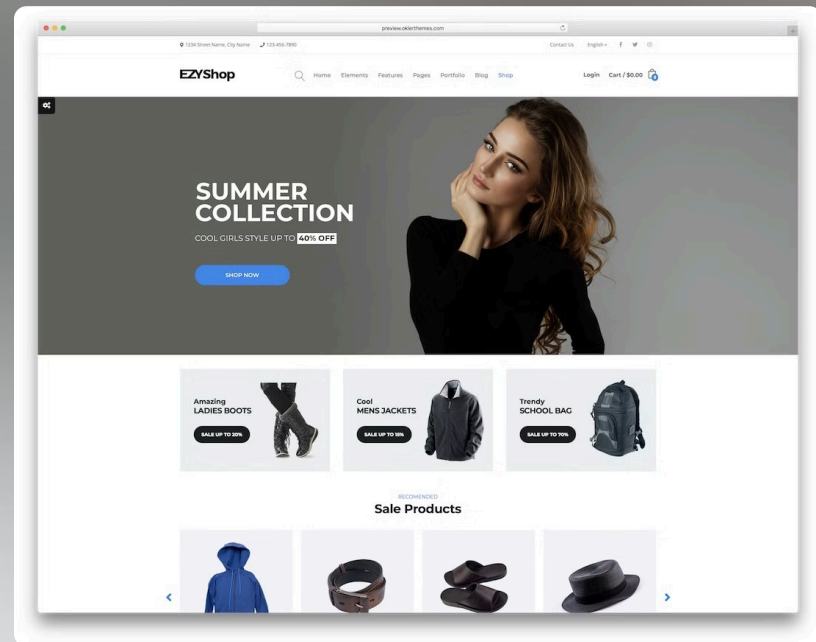 preview.oklerthemes.com
1234 Street Name, City Name 123-456-7890 Contact Us English
EZYShop Home Elements Features Pages Portfolio Blog Shop Login Cart / $0.00 0
SUMMER
COLLECTION
COOL GIRLS STYLE UP TO 40% OFF
SHOP NOW
Amazing
LADIES BOOTS
SALE UP TO 20%
Cool
MENS JACKETS
SALE UP TO 15%
Trendy
SCHOOL BAG
SALE UP TO 70%
RECOMENDED
Sale Products